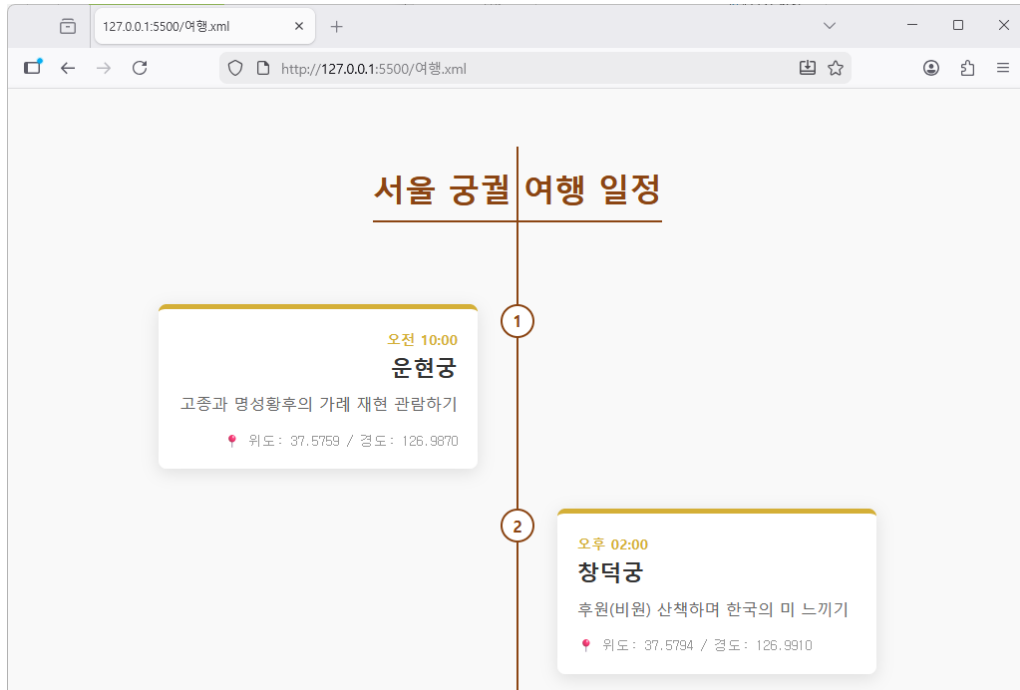 127.0.0.1:5500/여행.xml
http://127.0.0.1:5500/여행.xml
서울 궁궐 여행 일정
1
오전 10:00
운현궁
고종과 명성황후의 가례 재현 관람하기
위도: 37.5759 / 경도: 126.9870
2
오후 02:00
창덕궁
후원(비원) 산책하며 한국의 미 느끼기
위도: 37.5794 / 경도: 126.9910